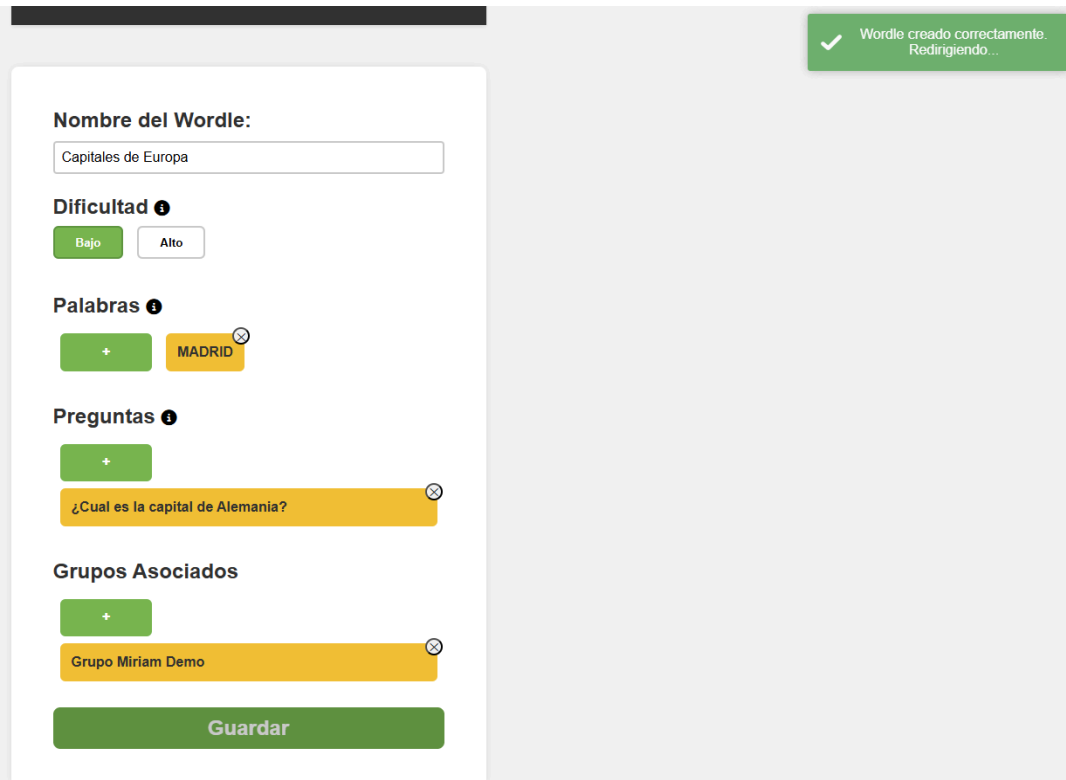 Wordle creado correctamente.
Redirigiendo...
Nombre del Wordle:
Capitales de Europa
Dificultad
Bajo Alto
Palabras
+ MADRID
Preguntas
+
¿Cual es la capital de Alemania?
Grupos Asociados
+
Grupo Miriam Demo
Guardar